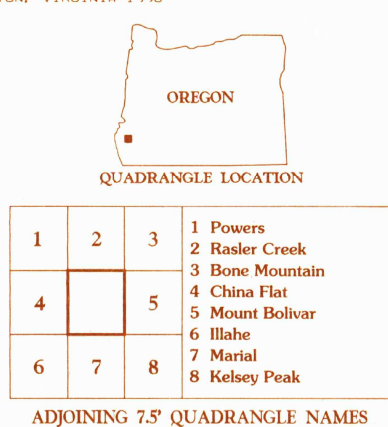 OREGON
QUADRANGLE LOCATION
1 2 3
4 5
6 7 8
1 Powers
2 Rasler Creek
3 Bone Mountain
4 China Flat
5 Mount Bolivar
6 Illahe
7 Marial
8 Kelsey Peak
ADJOINING 7.5' QUADRANGLE NAMES